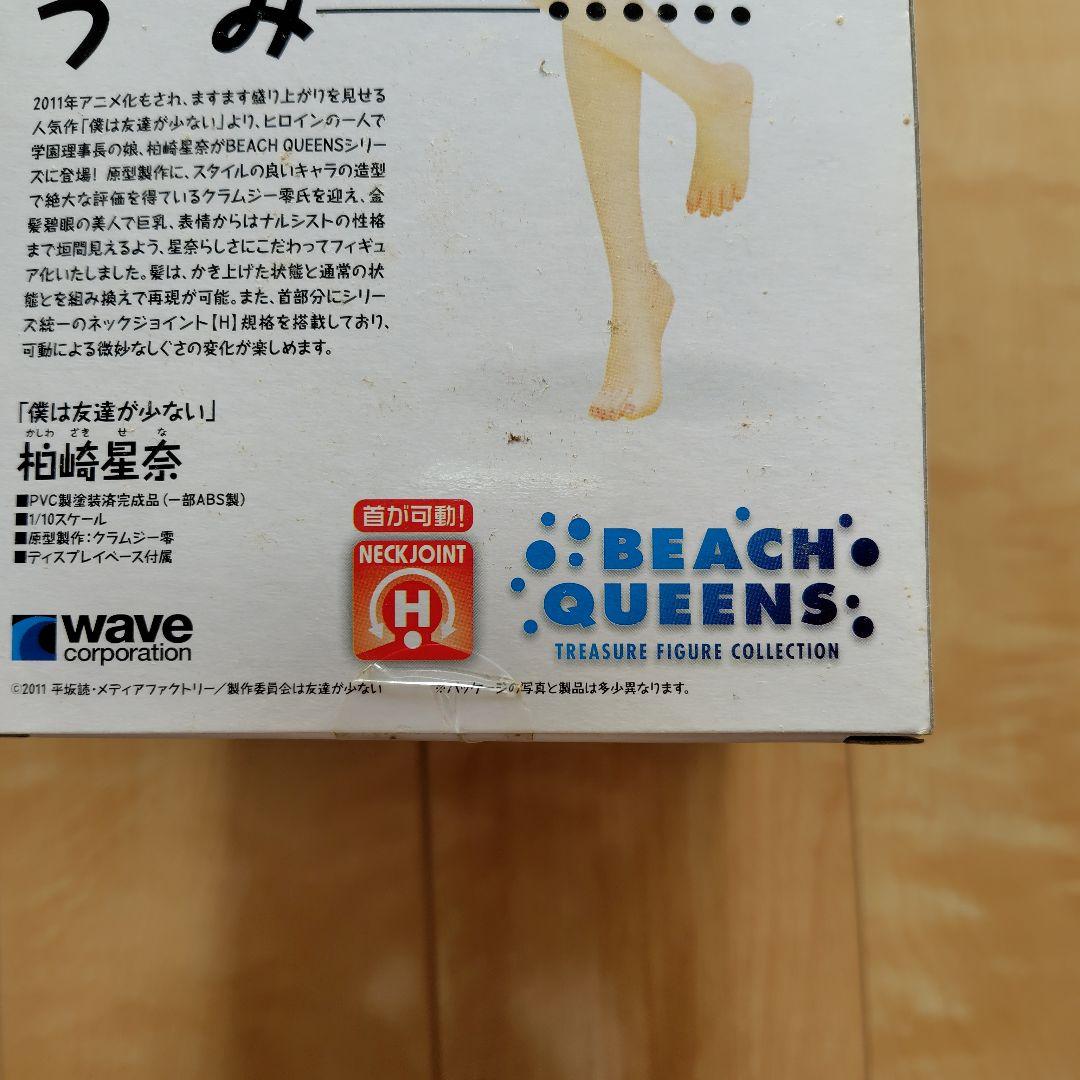 うみ
2011年アニメ化もされ、ますます盛り上がりを見せる
人気作「僕は友達が少ない」より、ヒロインの一人で
学園理事長の娘、柏崎星奈がBEACH QUEENSシリー
ズに登場! 原型製作に、スタイルの良いキャラの造型
で絶大な評価を得ているクラムジー零氏を迎え、金
髪碧眼の美人で巨乳、表情からはナルシストの性格
まで垣間見えるよう、星奈らしさにこだわってフィギュ
ア化いたしました。髪は、かき上げた状態と通常の状
態とを組み換えで再現が可能。また、首部分にシリー
ズ統一のネックジョイント【H】規格を搭載しており、
可動による微妙なしぐさの変化が楽しめます。
「僕は友達が少ない」
かしわ ざき せ な
柏崎星奈
■PVC製塗装済完成品(一部ABS製)
■1/10スケール
■原型製作:クラムジー零
■ディスプレイベース付属
首が可動!
NECK JOINT
H
BEACH
QUEENS
TREASURE FIGURE COLLECTION
wave
corporation
©2011 平坂読・メディアファクトリー/製作委員会は友達が少ない
※パッケージの写真と製品は多少異なります。